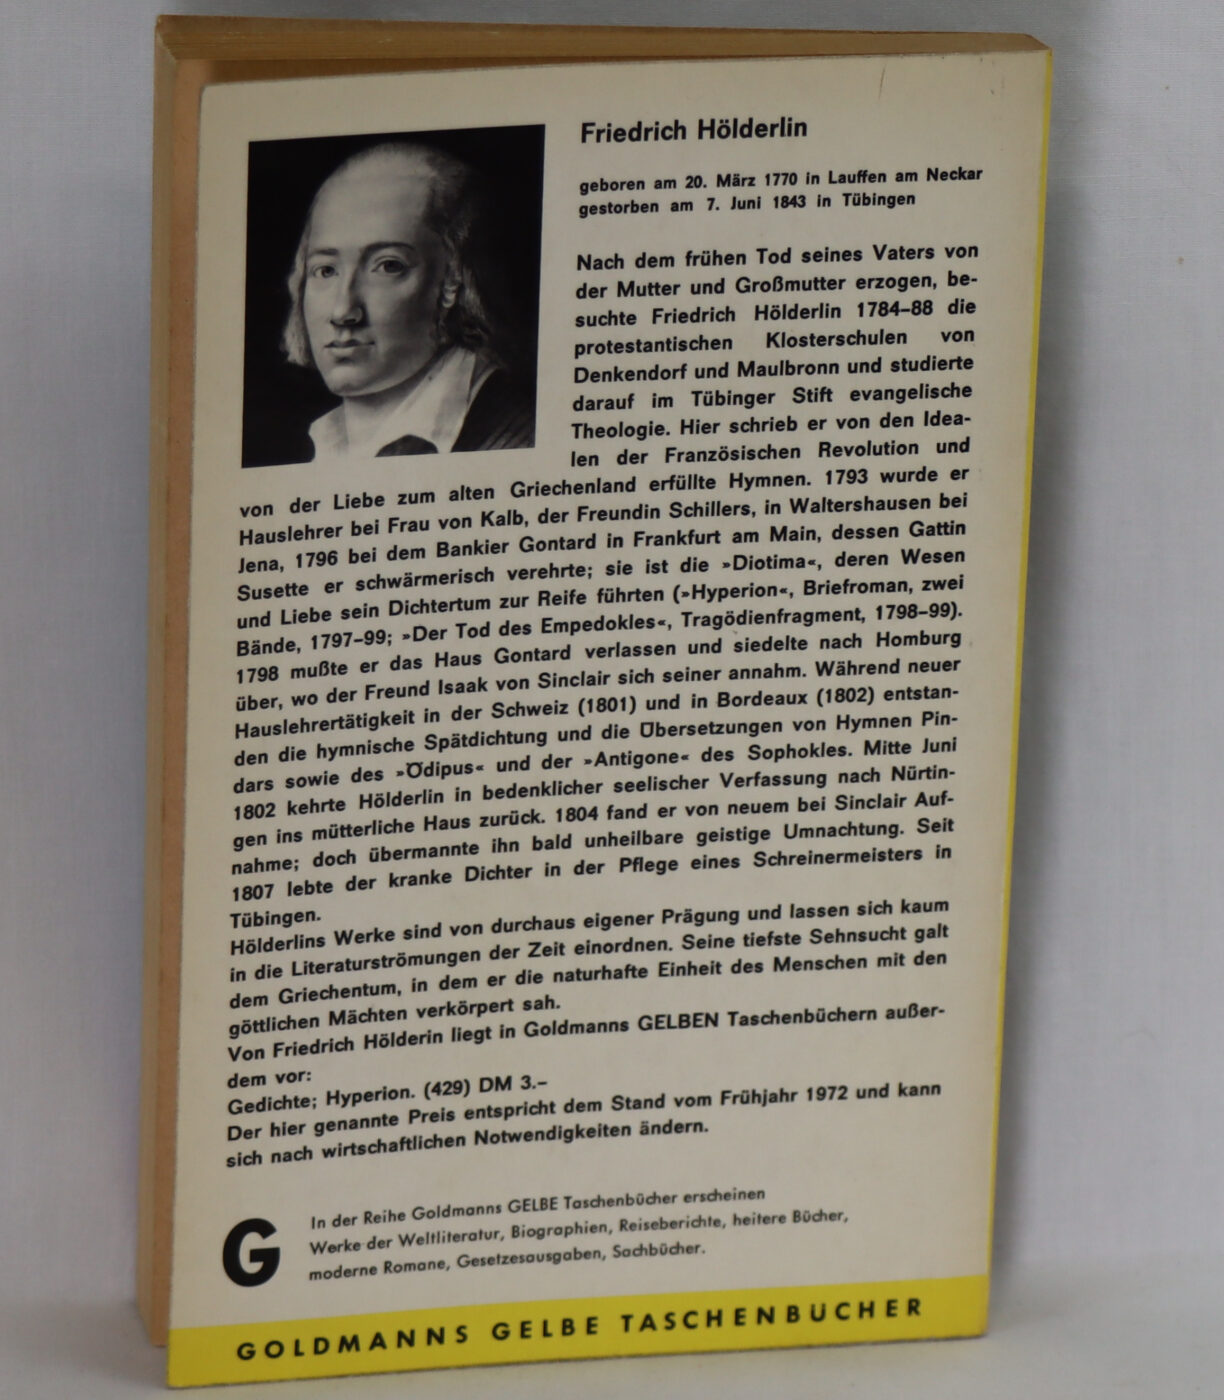 Friedrich Hölderlin
geboren am 20. März 1770 in Lauffen am Neckar
gestorben am 7. Juni 1843 in Tübingen
Nach dem frühen Tod seines Vaters von
der Mutter und Großmutter erzogen, be-
suchte Friedrich Hölderlin 1784–88 die
protestantischen Klosterschulen von
Denkendorf und Maulbronn und studierte
darauf im Tübinger Stift evangelische
Theologie. Hier schrieb er von den Idea-
len der Französischen Revolution und
von der Liebe zum alten Griechenland erfüllte Hymnen. 1793 wurde er
Hauslehrer bei Frau von Kalb, der Freundin Schillers, in Waltershausen bei
Jena, 1796 bei dem Bankier Gontard in Frankfurt am Main, dessen Gattin
Susette er schwärmerisch verehrte; sie ist die »Diotima«, deren Wesen
und Liebe sein Dichtertum zur Reife führten (»Hyperion«, Briefroman, zwei
Bände, 1797–99; »Der Tod des Empedokles«, Tragödienfragment, 1798–99).
1798 mußte er das Haus Gontard verlassen und siedelte nach Homburg
über, wo der Freund Isaak von Sinclair sich seiner annahm. Während neuer
Hauslehrertätigkeit in der Schweiz (1801) und in Bordeaux (1802) entstan-
den die hymnische Spätdichtung und die Übersetzungen von Hymnen Pin-
dars sowie des »Ödipus« und der »Antigone« des Sophokles. Mitte Juni
1802 kehrte Hölderlin in bedenklicher seelischer Verfassung nach Nürtin-
gen ins mütterliche Haus zurück. 1804 fand er von neuem bei Sinclair Auf-
nahme; doch übermannte ihn bald unheilbare geistige Umnachtung. Seit
1807 lebte der kranke Dichter in der Pflege eines Schreinermeisters in
Tübingen.
Hölderlins Werke sind von durchaus eigener Prägung und lassen sich kaum
in die Literaturströmungen der Zeit einordnen. Seine tiefste Sehnsucht galt
dem Griechentum, in dem er die naturhafte Einheit des Menschen mit den
göttlichen Mächten verkörpert sah.
Von Friedrich Hölderin liegt in Goldmanns GELBEN Taschenbüchern außer-
dem vor:
Gedichte; Hyperion. (429) DM 3.–
Der hier genannte Preis entspricht dem Stand vom Frühjahr 1972 und kann
sich nach wirtschaftlichen Notwendigkeiten ändern.
G
In der Reihe Goldmanns GELBE Taschenbücher erscheinen
Werke der Weltliteratur, Biographien, Reiseberichte, heitere Bücher,
moderne Romane, Gesetzesausgaben, Sachbücher.
GOLDMANNS GELBE TASCHENBÜCHER